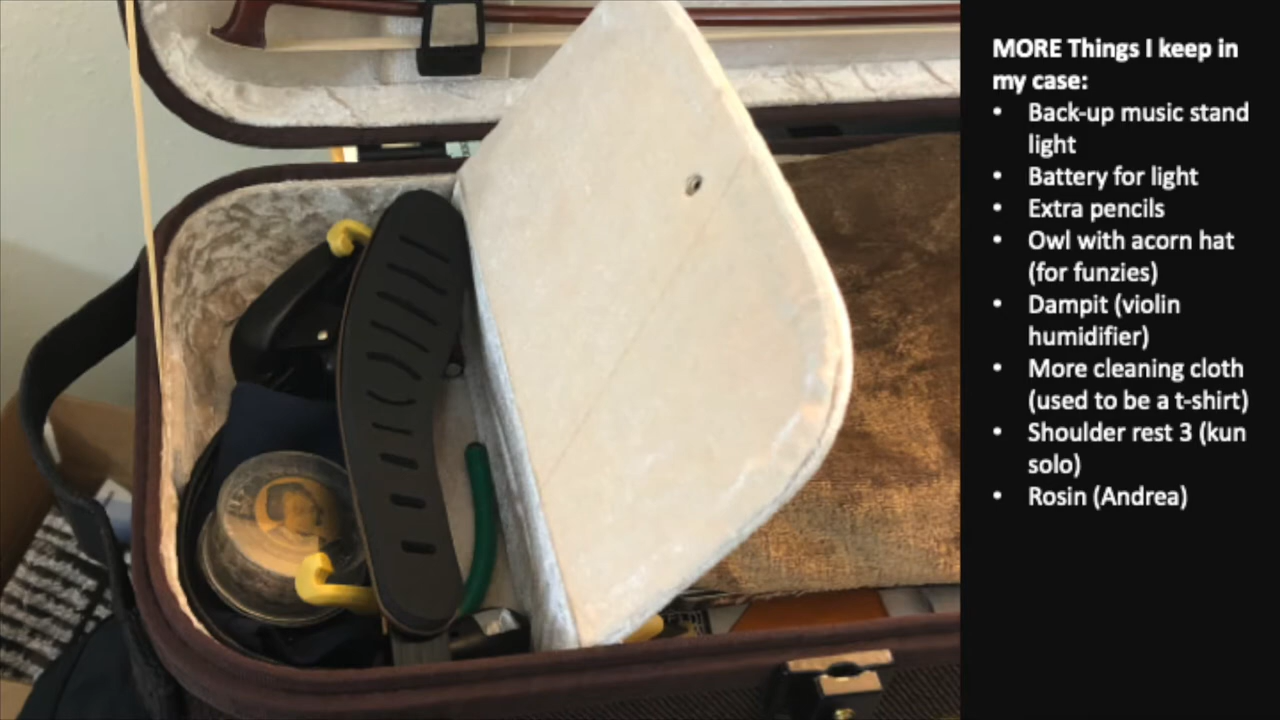 MORE Things I keep in
my case:
• Back-up music stand
light
• Battery for light
• Extra pencils
• Owl with acorn hat
(for funzies)
• Dampit (violin
humidifier)
• More cleaning cloth
(used to be a t-shirt)
• Shoulder rest 3 (kun
solo)
• Rosin (Andrea)